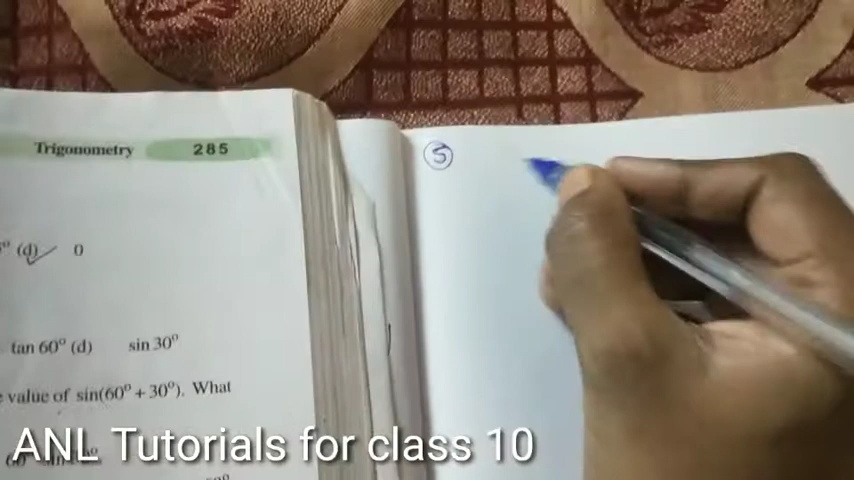 Trigonometry 285
(d) 0
tan 60° (d) sin 30°
value of sin(60° + 30°). What
ANL Tutorials for class 10
5